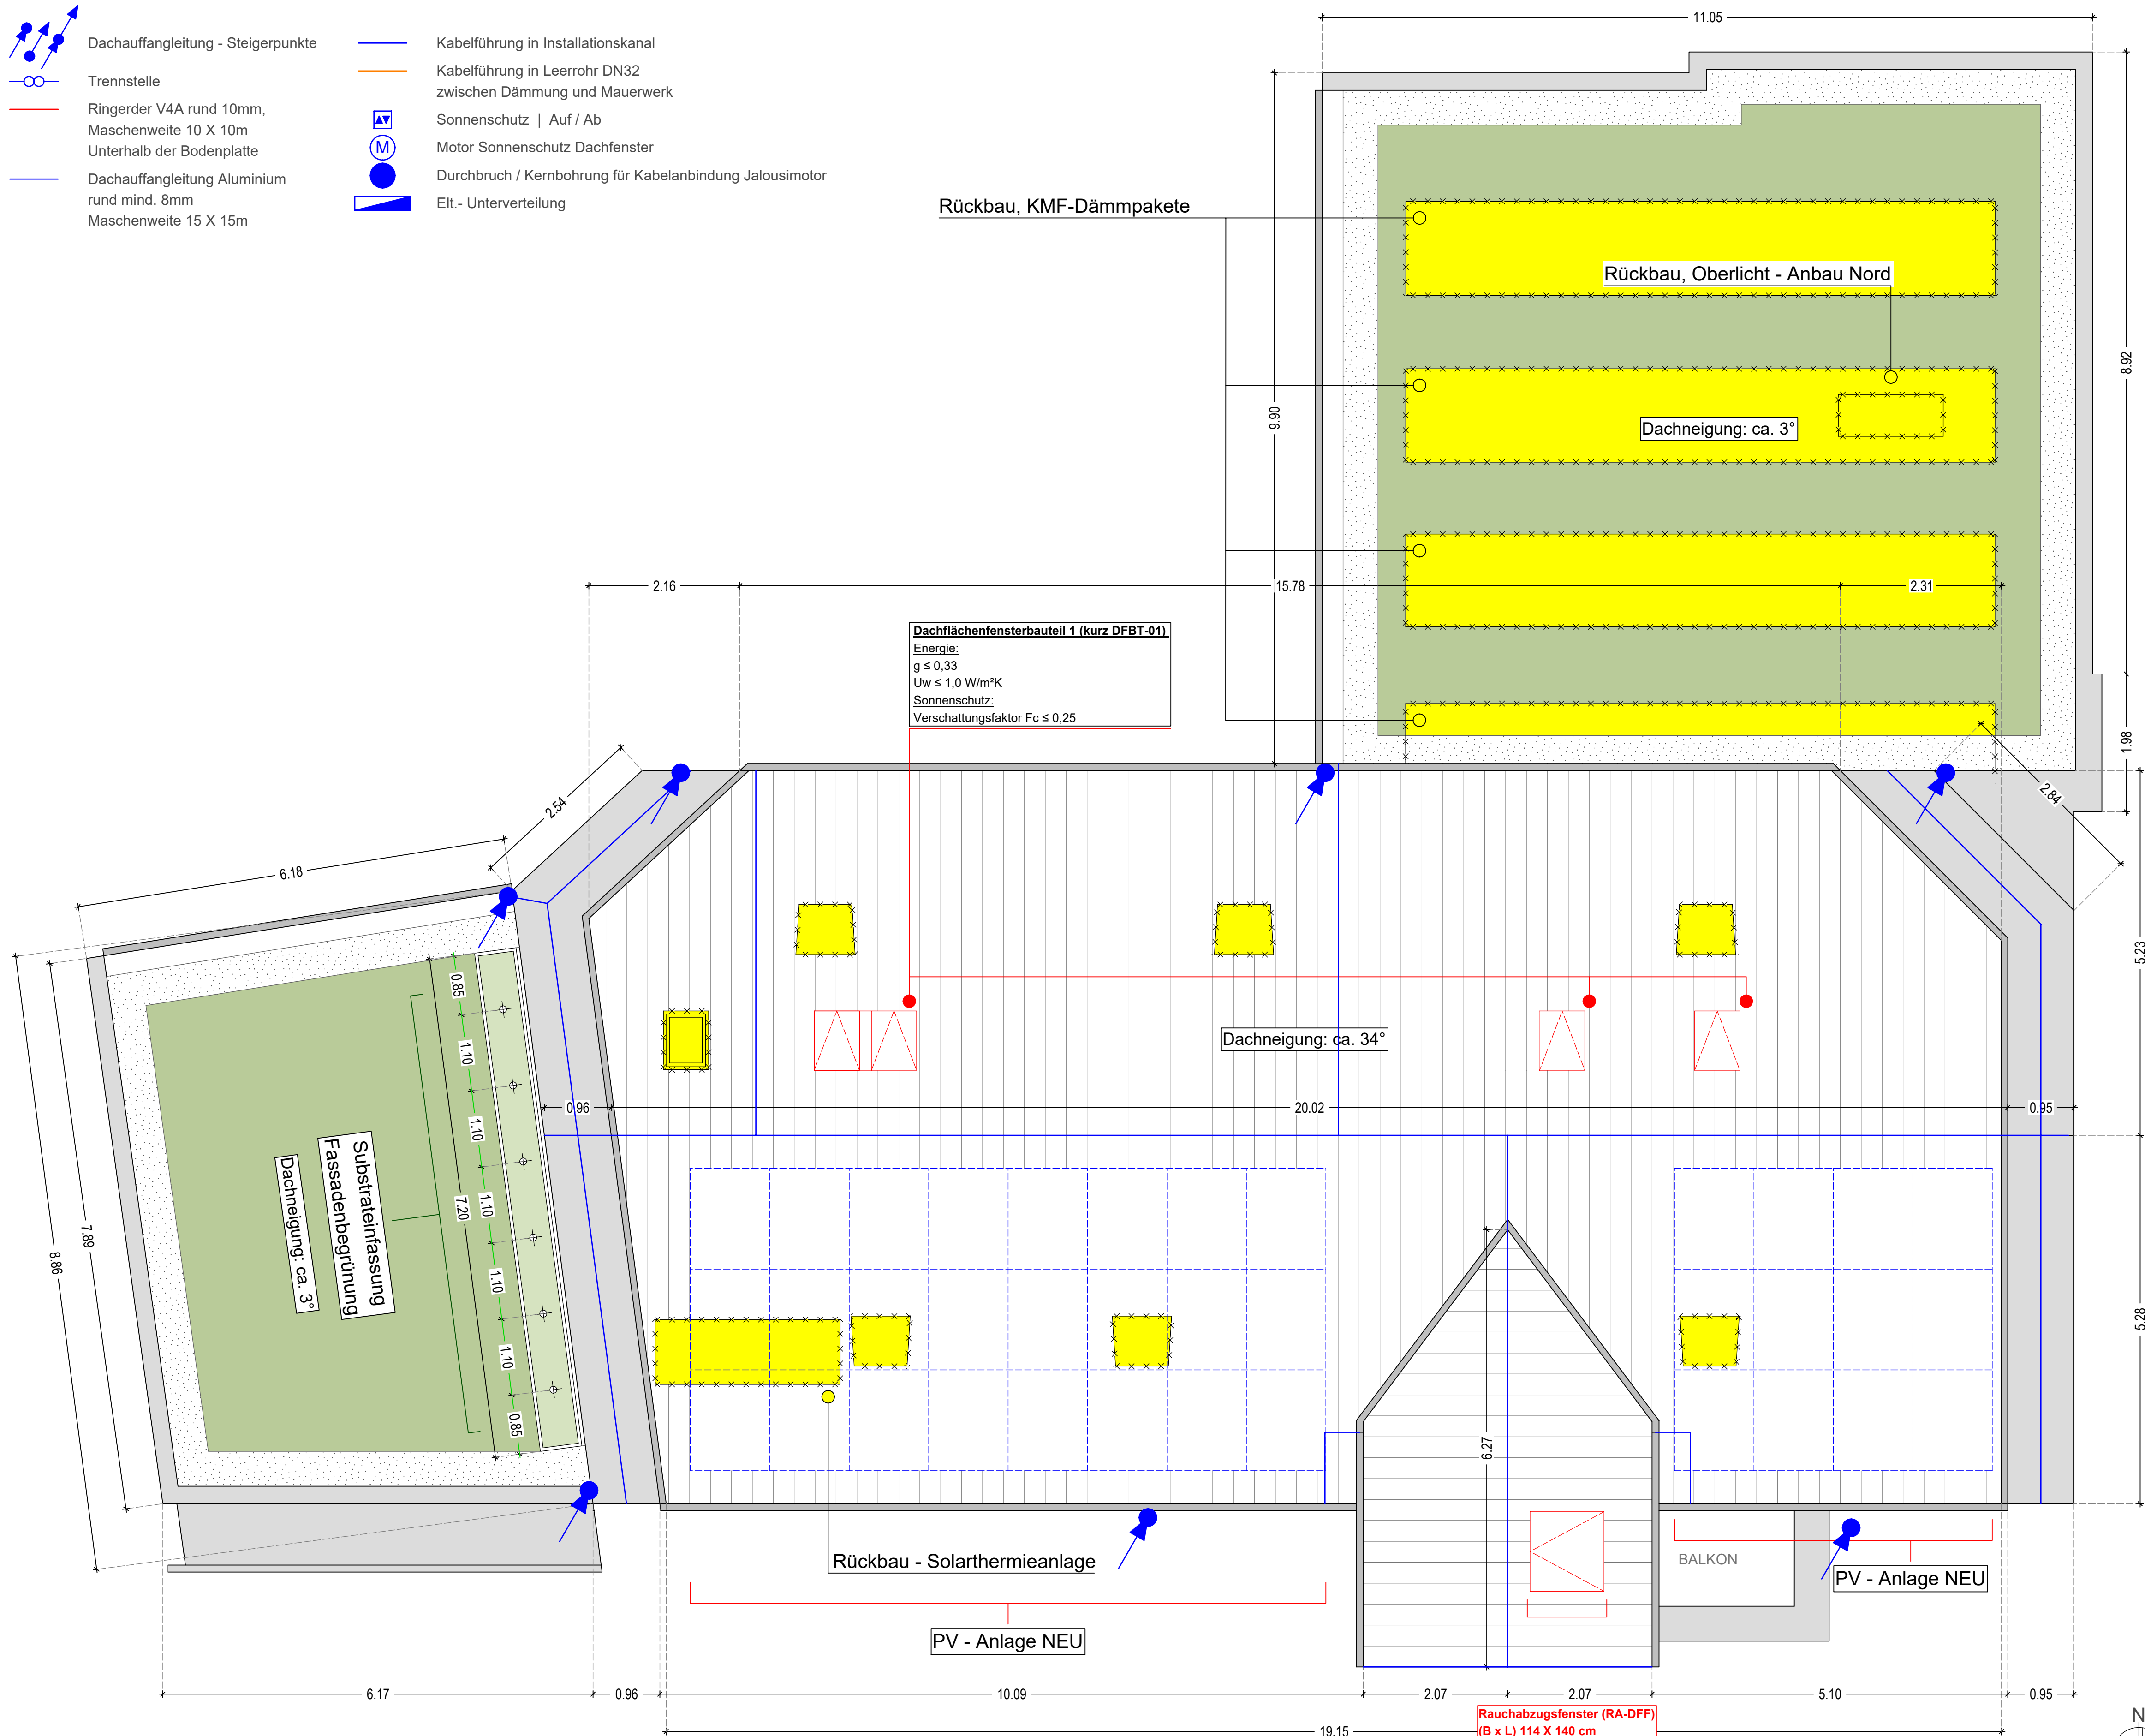 Dachauffangleitung - Steigerpunkte
Trennstelle
Ringerder V4A rund 10mm,
Maschenweite 10 X 10m
Unterhalb der Bodenplatte
Dachauffangleitung Aluminium
rund mind. 8mm
Maschenweite 15 X 15m
Kabelführung in Installationskanal
Kabelführung in Leerrohr DN32
zwischen Dämmung und Mauerwerk
Sonnenschutz | Auf / Ab
M
Motor Sonnenschutz Dachfenster
Durchbruch / Kernbohrung für Kabelanbindung Jalousimotor
Elt.- Unterverteilung
11.05
Rückbau, KMF-Dämmpakete
Rückbau, Oberlicht - Anbau Nord
8.92
9.90
Dachneigung: ca. 3°
2.16
15.78
2.31
Dachflächenfensterbauteil 1 (kurz DFBT-01)
Energie:
g ≤ 0,33
Uw ≤ 1,0 W/m²K
Sonnenschutz:
Verschattungsfaktor Fc ≤ 0,25
1.98
2.84
2.54
6.18
5.23
0.85
1.10
1.10
1.10
1.10
1.10
0.85
7.20
7.89
8.86
Substrateinfassung
Fassadenbegrünung
Dachneigung: ca. 3°
Dachneigung: ca. 34°
0.96
20.02
0.95
5.28
6.27
Rückbau - Solarthermieanlage
BALKON
PV - Anlage NEU
PV - Anlage NEU
6.17
0.96
10.09
2.07
2.07
5.10
0.95
Rauchabzugsfenster (RA-DFF)
(B x L) 114 X 140 cm
19.15
N